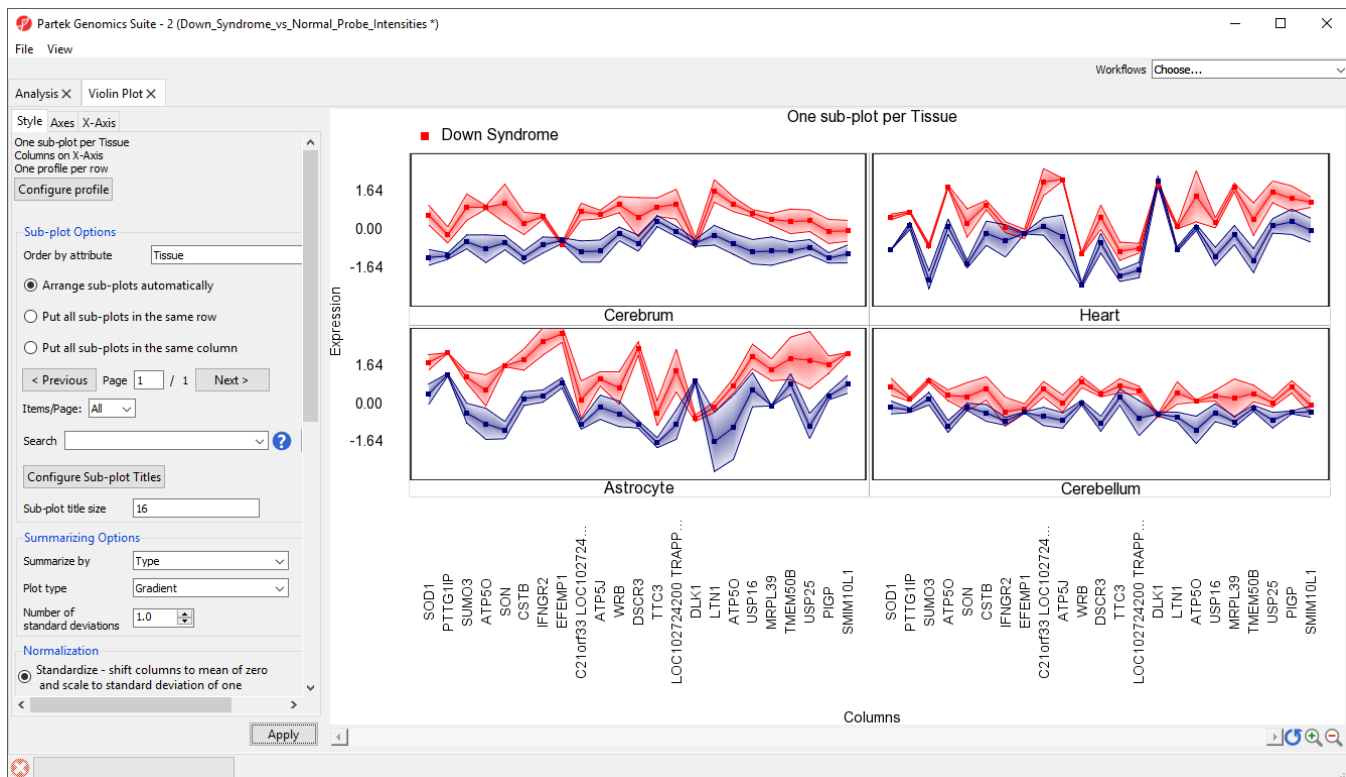 Partek Genomics Suite - 2 (Down_Syndrome_vs_Normal_Probe_Intensities *)
File View
Workflows Choose...
Analysis Violin Plot
Style Axes X-Axis
One sub-plot per Tissue
Columns on X-Axis
One profile per row
Configure profile
Sub-plot Options
Order by attribute Tissue
Arrange sub-plots automatically
Put all sub-plots in the same row
Put all sub-plots in the same column
< Previous Page 1 / 1 Next >
Items/Page: All
Search ?
Configure Sub-plot Titles
Sub-plot title size 16
Summarizing Options
Summarize by Type
Plot type Gradient
Number of
standard deviations 1.0
Normalization
Standardize - shift columns to mean of zero
and scale to standard deviation of one
Apply
One sub-plot per Tissue
Down Syndrome
Expression
1.64
0.00
-1.64
Cerebrum
Heart
1.64
0.00
-1.64
Astrocyte
Cerebellum
SOD1
PTTG1IP
SUMO3
ATP5O
SON
CSTB
IFNGR2
EFEMP1
C21orf33 LOC102724...
ATP5J
WRB
DSCR3
TTC3
LOC102724200 TRAPP...
DLK1
LTN1
ATP5O
USP16
MRPL39
TMEM50B
USP25
PIGP
SMIM10L1
SOD1
PTTG1IP
SUMO3
ATP5O
SON
CSTB
IFNGR2
EFEMP1
C21orf33 LOC102724...
ATP5J
WRB
DSCR3
TTC3
LOC102724200 TRAPP...
DLK1
LTN1
ATP5O
USP16
MRPL39
TMEM50B
USP25
PIGP
SMIM10L1
Columns